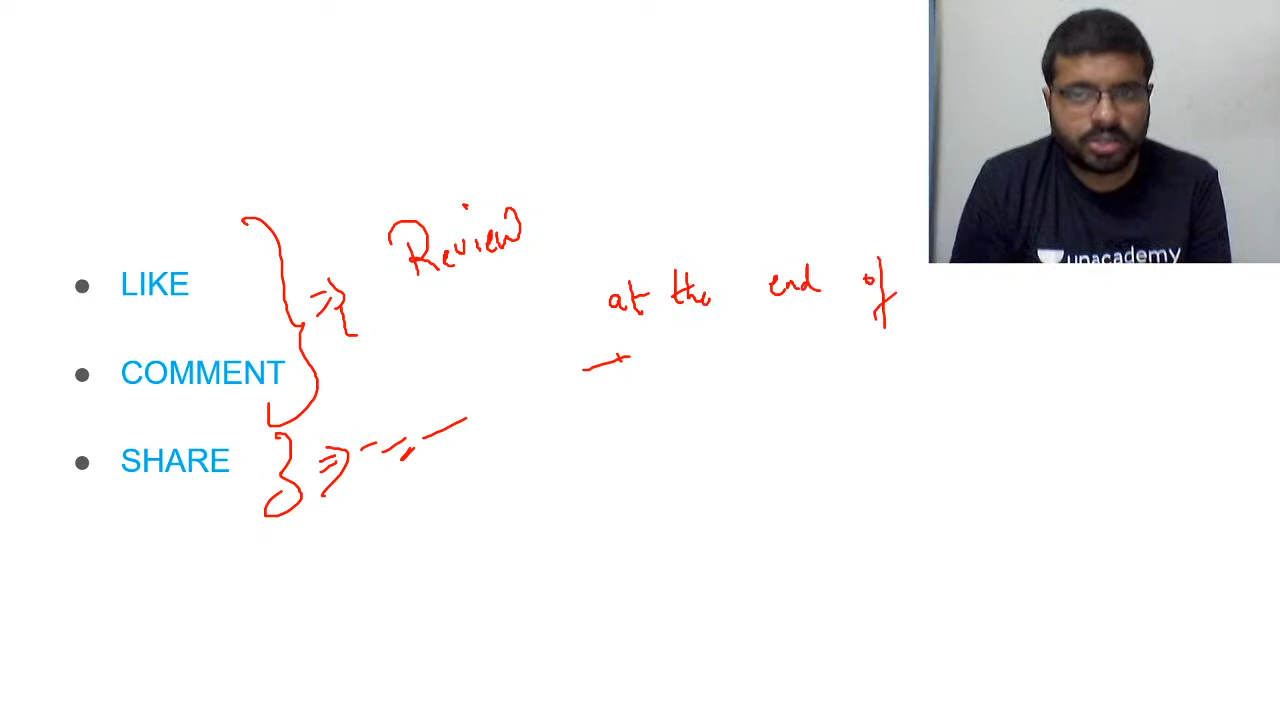 unacademy
Review
LIKE
at the end of
COMMENT
SHARE